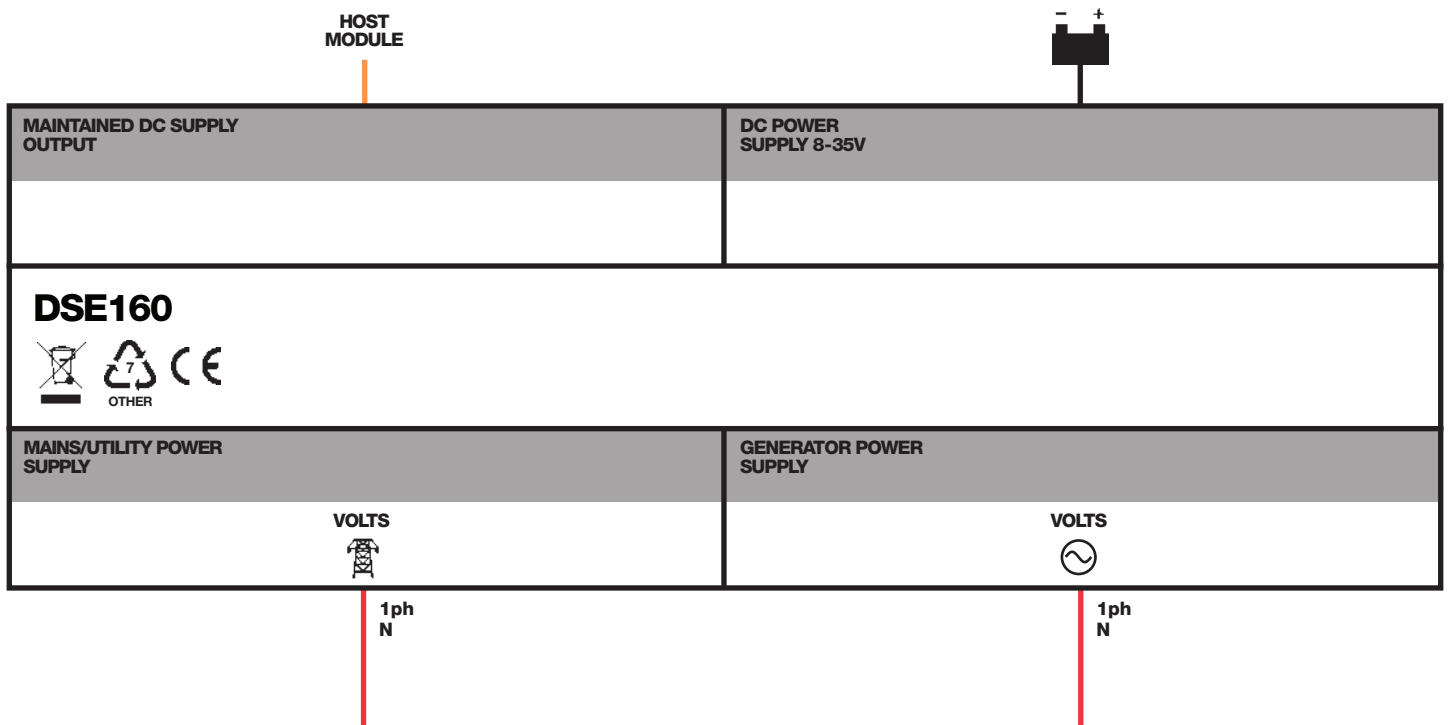 HOST
MODULE
- +
MAINTAINED DC SUPPLY
OUTPUT
DC POWER
SUPPLY 8-35V
DSE160
7
OTHER
CE
MAINS/UTILITY POWER
SUPPLY
GENERATOR POWER
SUPPLY
VOLTS
VOLTS
1ph
N
1ph
N